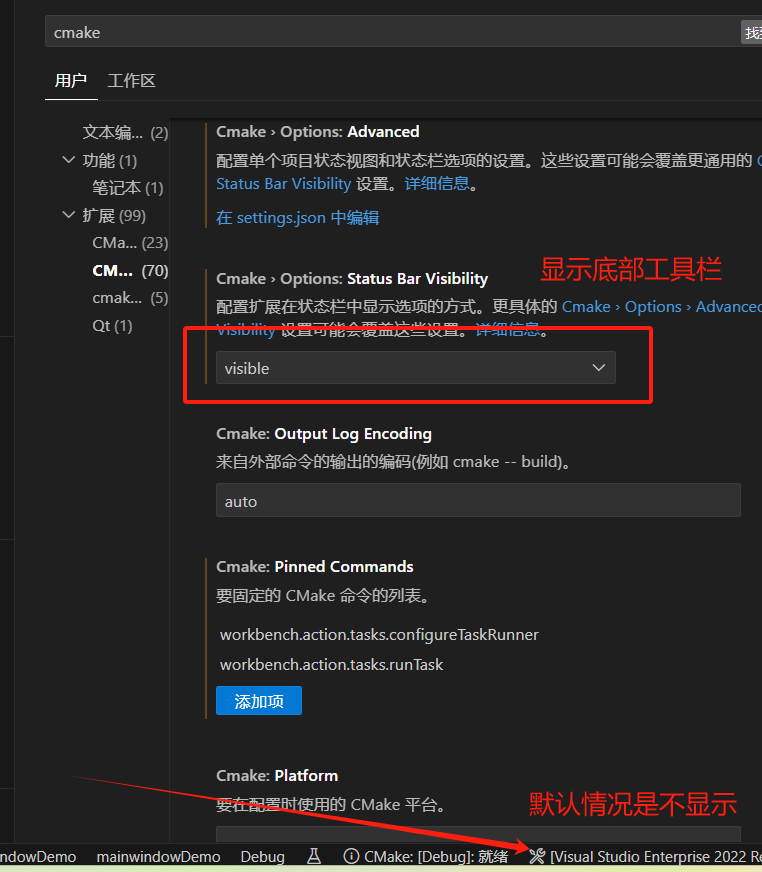 cmake
用户 工作区
文本编... (2)
功能 (1)
笔记本 (1)
扩展 (99)
CMa... (23)
CM... (70)
cmak... (5)
Qt (1)
Cmake › Options: Advanced
配置单个项目状态视图和状态栏选项的设置。这些设置可能会覆盖更通用的
Status Bar Visibility 设置。详细信息。
在 settings.json 中编辑
显示底部工具栏
Cmake › Options: Status Bar Visibility
配置扩展在状态栏中显示选项的方式。更具体的 Cmake › Options › Advanced
Visibility 设置可能会覆盖这些设置。详细信息。
visible
Cmake: Output Log Encoding
来自外部命令的输出的编码(例如 cmake -- build)。
auto
Cmake: Pinned Commands
要固定的 CMake 命令的列表。
workbench.action.tasks.configureTaskRunner
workbench.action.tasks.runTask
添加项
Cmake: Platform
要在配置时使用的 CMake 平台。
默认情况是不显示
ndowDemo mainwindowDemo Debug CMake: [Debug]: 就绪 [Visual Studio Enterprise 2022 Re